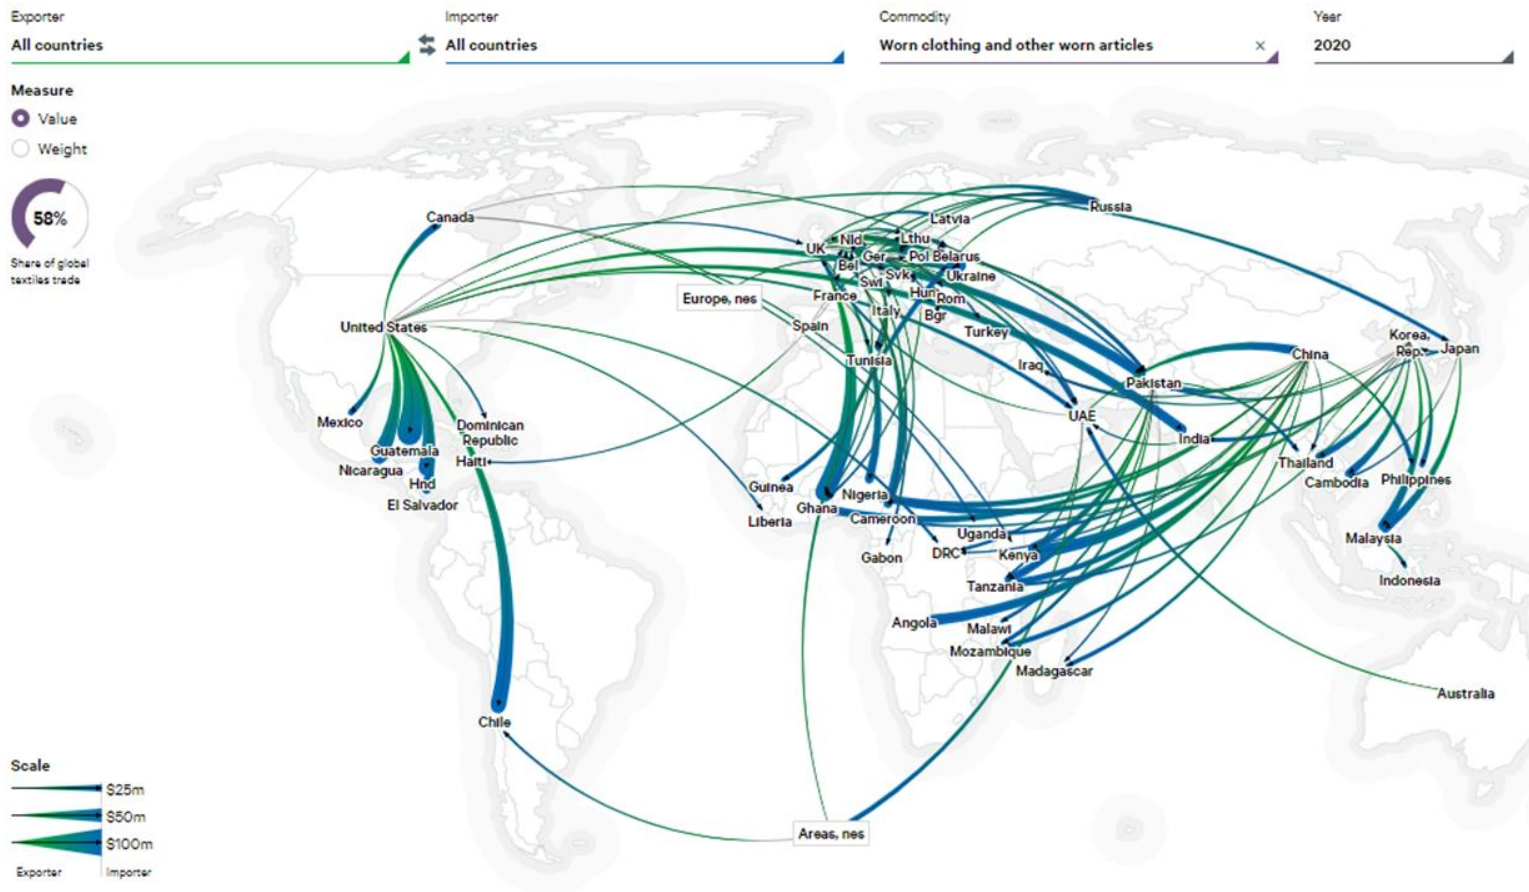 Exporter
All countries
Importer
All countries
Commodity
Worn clothing and other worn articles
×
Year
2020
Measure
Value
Weight
58%
Share of global
textiles trade
Canada
United States
Mexico
Guatemala
Nicaragua
Hnd
El Salvador
Dominican
Republic
Haiti
Chile
Europe, nes
UK
Nld
Bel
Ger
Swi
Svk
France
Spain
Italy
Latvia
Lthu
Pol
Belarus
Ukraine
Hun
Rom
Bgr
Turkey
Russia
Tunisia
Iraq
UAE
Pakistan
India
China
Korea,
Rep.
Japan
Thailand
Cambodia
Philippines
Malaysia
Indonesia
Australia
Guinea
Liberia
Ghana
Nigeria
Cameroon
Gabon
DRC
Uganda
Kenya
Tanzania
Angola
Malawi
Mozambique
Madagascar
Areas, nes
Scale
$25m
$50m
$100m
Exporter
Importer